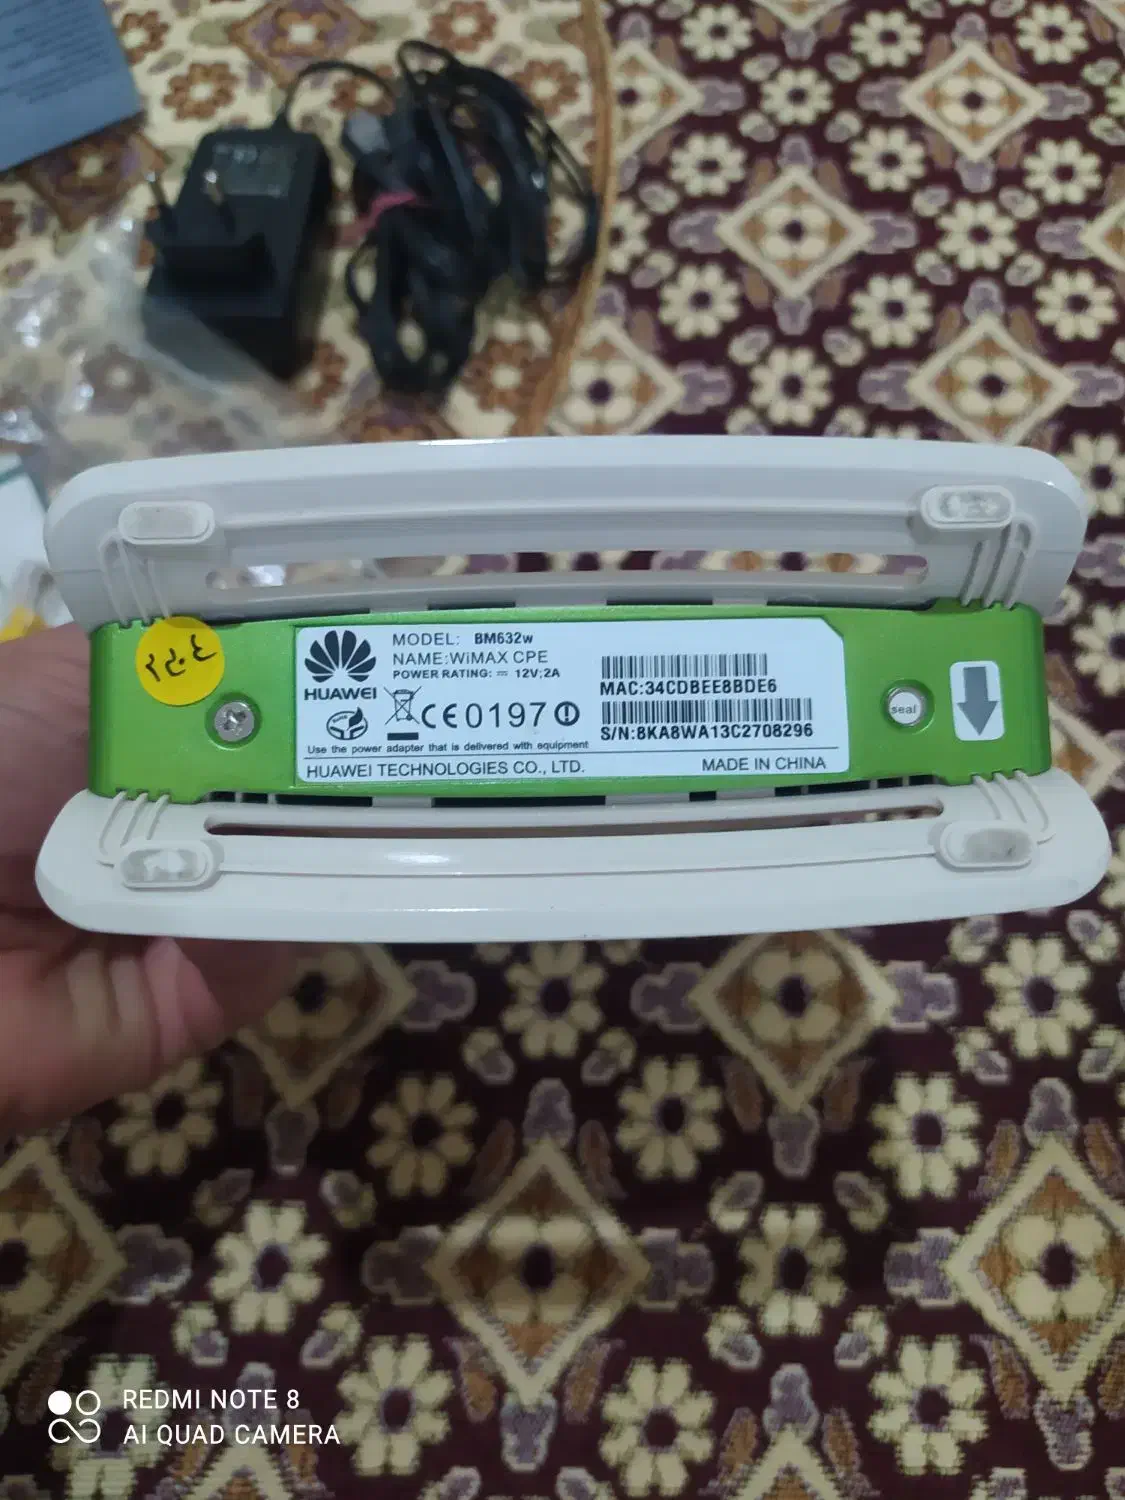 HUAWEI
MODEL: BM632w
NAME:WiMAX CPE
POWER RATING: ⎓ 12V;2A
CE0197
Use the power adapter that is delivered with equipment
HUAWEI TECHNOLOGIES CO., LTD.
MAC:34CDBEE8BDE6
S/N:8KA8WA13C2708296
MADE IN CHINA
seal
REDMI NOTE 8
AI QUAD CAMERA